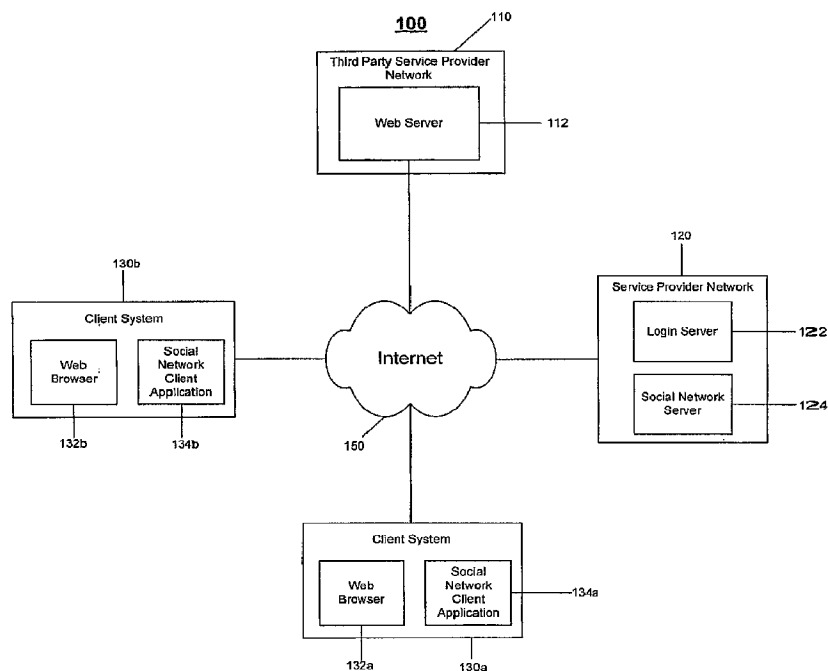 100
110
Third Party Service Provider
Network
Web Server
112
120
Service Provider Network
Login Server
122
Social Network
Server
124
130b
Client System
Web
Browser
Social
Network
Client
Application
132b
134b
Internet
150
Client System
Web
Browser
Social
Network
Client
Application
134a
132a
130a